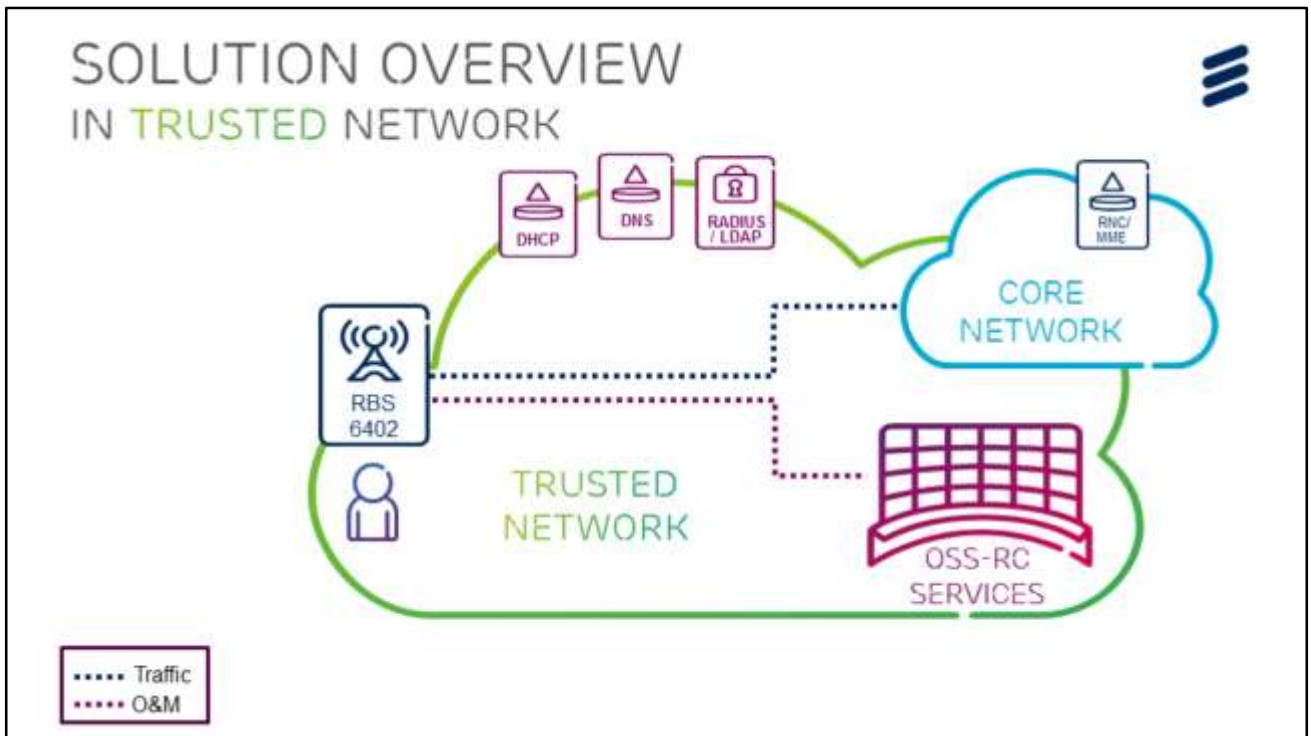 SOLUTION OVERVIEW
IN TRUSTED NETWORK
DHCP
DNS
RADIUS
/ LDAP
RNC/
MME
CORE
NETWORK
RBS
6402
TRUSTED
NETWORK
OSS-RC
SERVICES
Traffic
O&M